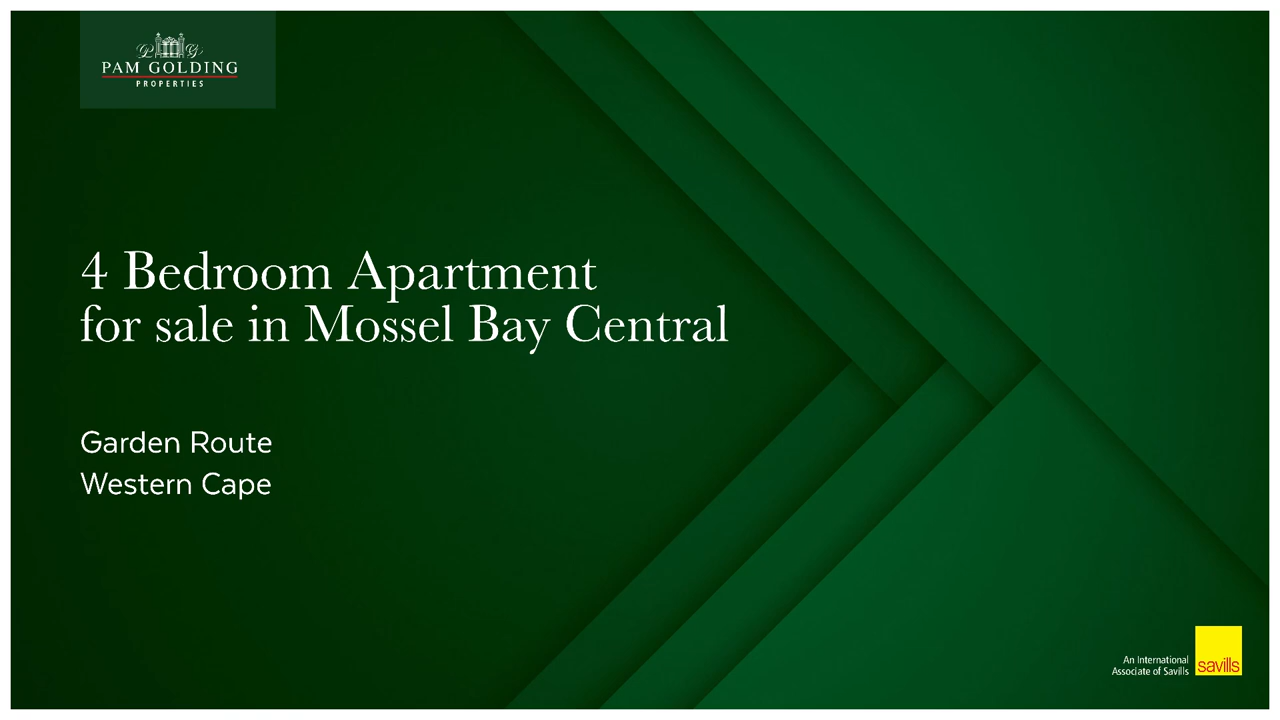 P G
PAM GOLDING
PROPERTIES
4 Bedroom Apartment
for sale in Mossel Bay Central
Garden Route
Western Cape
An International
Associate of Savills
savills